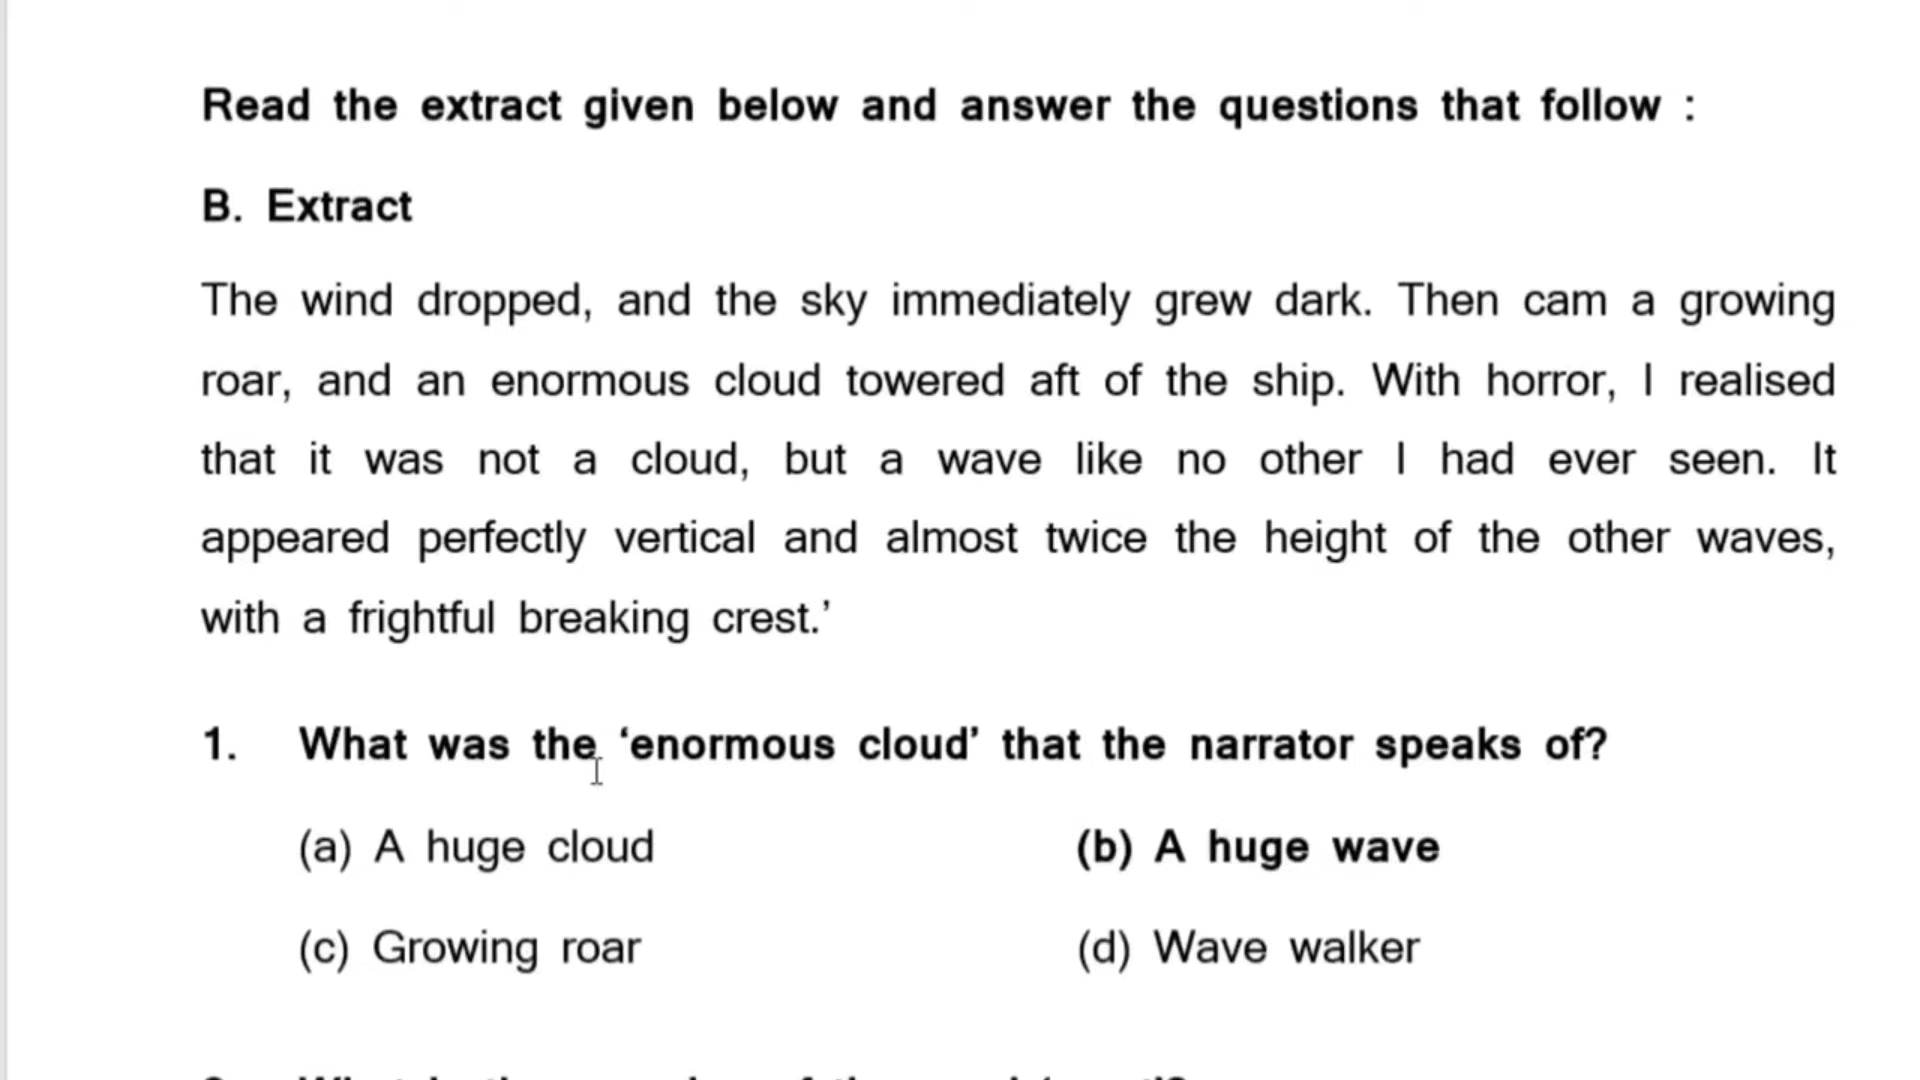 Read the extract given below and answer the questions that follow :
B. Extract
The wind dropped, and the sky immediately grew dark. Then cam a growing
roar, and an enormous cloud towered aft of the ship. With horror, I realised
that it was not a cloud, but a wave like no other I had ever seen. It
appeared perfectly vertical and almost twice the height of the other waves,
with a frightful breaking crest.’
1. What was the ‘enormous cloud’ that the narrator speaks of?
(a) A huge cloud (b) A huge wave
(c) Growing roar (d) Wave walker